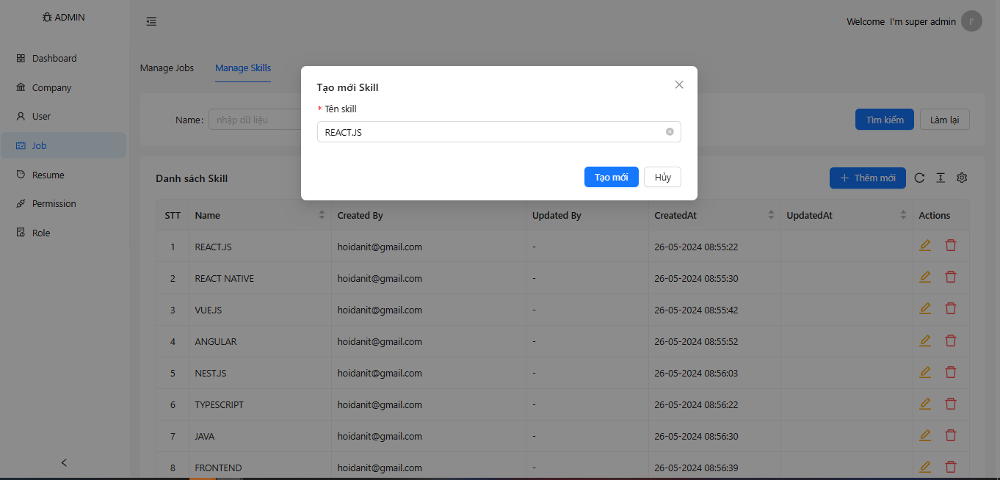 ADMIN
Welcome I'm super admin
r
Dashboard
Company
User
Job
Resume
Permission
Role
Manage Jobs
Manage Skills
Name:
nhập dữ liệu
Tìm kiếm
Làm lại
Tạo mới Skill
* Tên skill
REACT.JS
Tạo mới
Hủy
Danh sách Skill
Thêm mới
STT Name Created By Updated By CreatedAt UpdatedAt Actions
1 REACT.JS hoidanit@gmail.com - 26-05-2024 08:55:22
2 REACT NATIVE hoidanit@gmail.com - 26-05-2024 08:55:30
3 VUE.JS hoidanit@gmail.com - 26-05-2024 08:55:42
4 ANGULAR hoidanit@gmail.com - 26-05-2024 08:55:52
5 NEST.JS hoidanit@gmail.com - 26-05-2024 08:56:03
6 TYPESCRIPT hoidanit@gmail.com - 26-05-2024 08:56:22
7 JAVA hoidanit@gmail.com - 26-05-2024 08:56:30
8 FRONTEND hoidanit@gmail.com - 26-05-2024 08:56:39